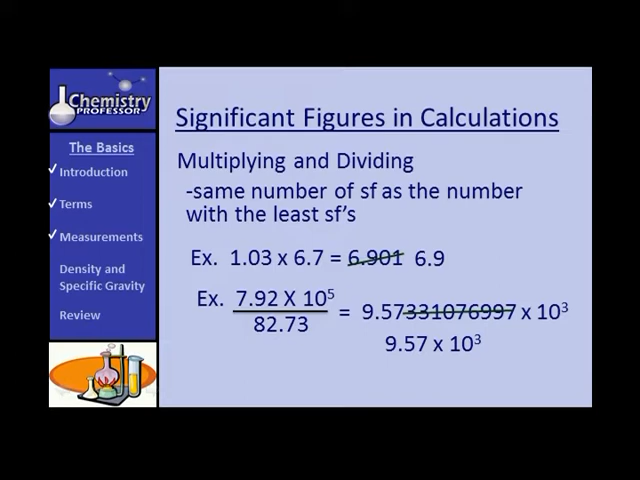 Chemistry
PROFESSOR
The Basics
✓ Introduction
✓ Terms
✓ Measurements
Density and
Specific Gravity
Review
Significant Figures in Calculations
Multiplying and Dividing
-same number of sf as the number
with the least sf's
Ex. 1.03 x 6.7 = 6.901 6.9
Ex. 7.92 X 10⁵
82.73
= 9.57331076997 x 10³
9.57 x 10³